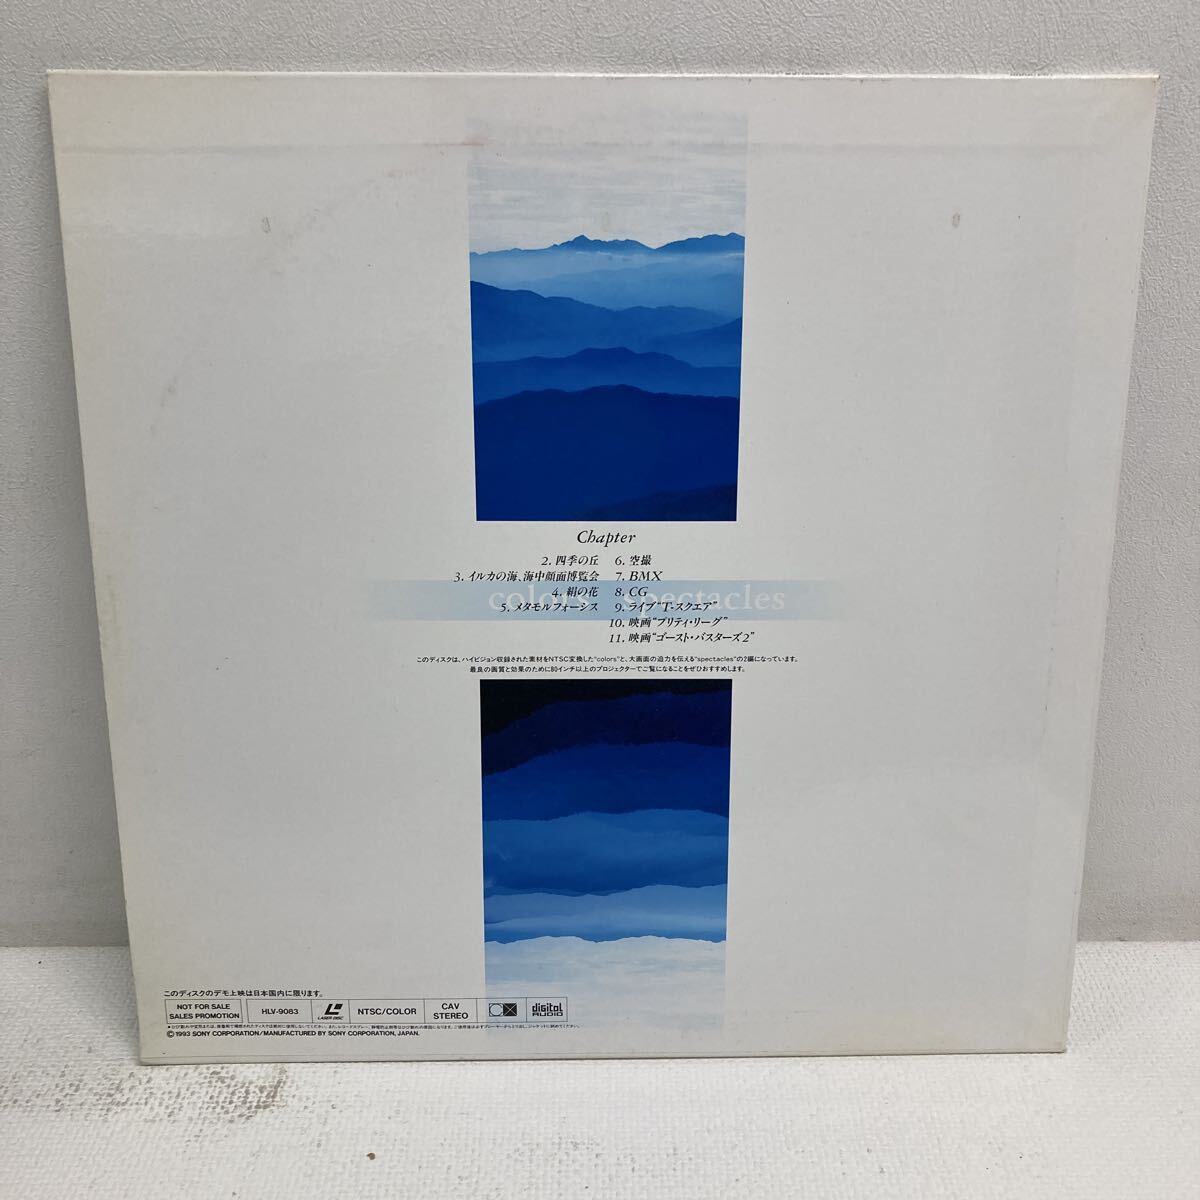 Chapter
2. 四季の丘
3. イルカの海、海中顔面博覧会
4. 絹の花
5. メタモルフォーシス
6. 空撮
7. BMX
8. CG
9. ライブ“T-スクエア”
10. 映画“プリティ・リーグ”
11. 映画“ゴースト・バスターズ2”
colors spectacles
このディスクは、ハイビジョン収録された素材をNTSC変換した“colors”と、大画面の迫力を伝える“spectacles”の2編になっています。
最良の画質と効果のために80インチ以上のプロジェクターでご覧になることをぜひおすすめします。
このディスクのデモ上映は日本国内に限ります。
NOT FOR SALE
SALES PROMOTION
HLV-9083
LASER DISC
NTSC/COLOR
CAV
STEREO
CX
digital
AUDIO
©1993 SONY CORPORATION/MANUFACTURED BY SONY CORPORATION, JAPAN.